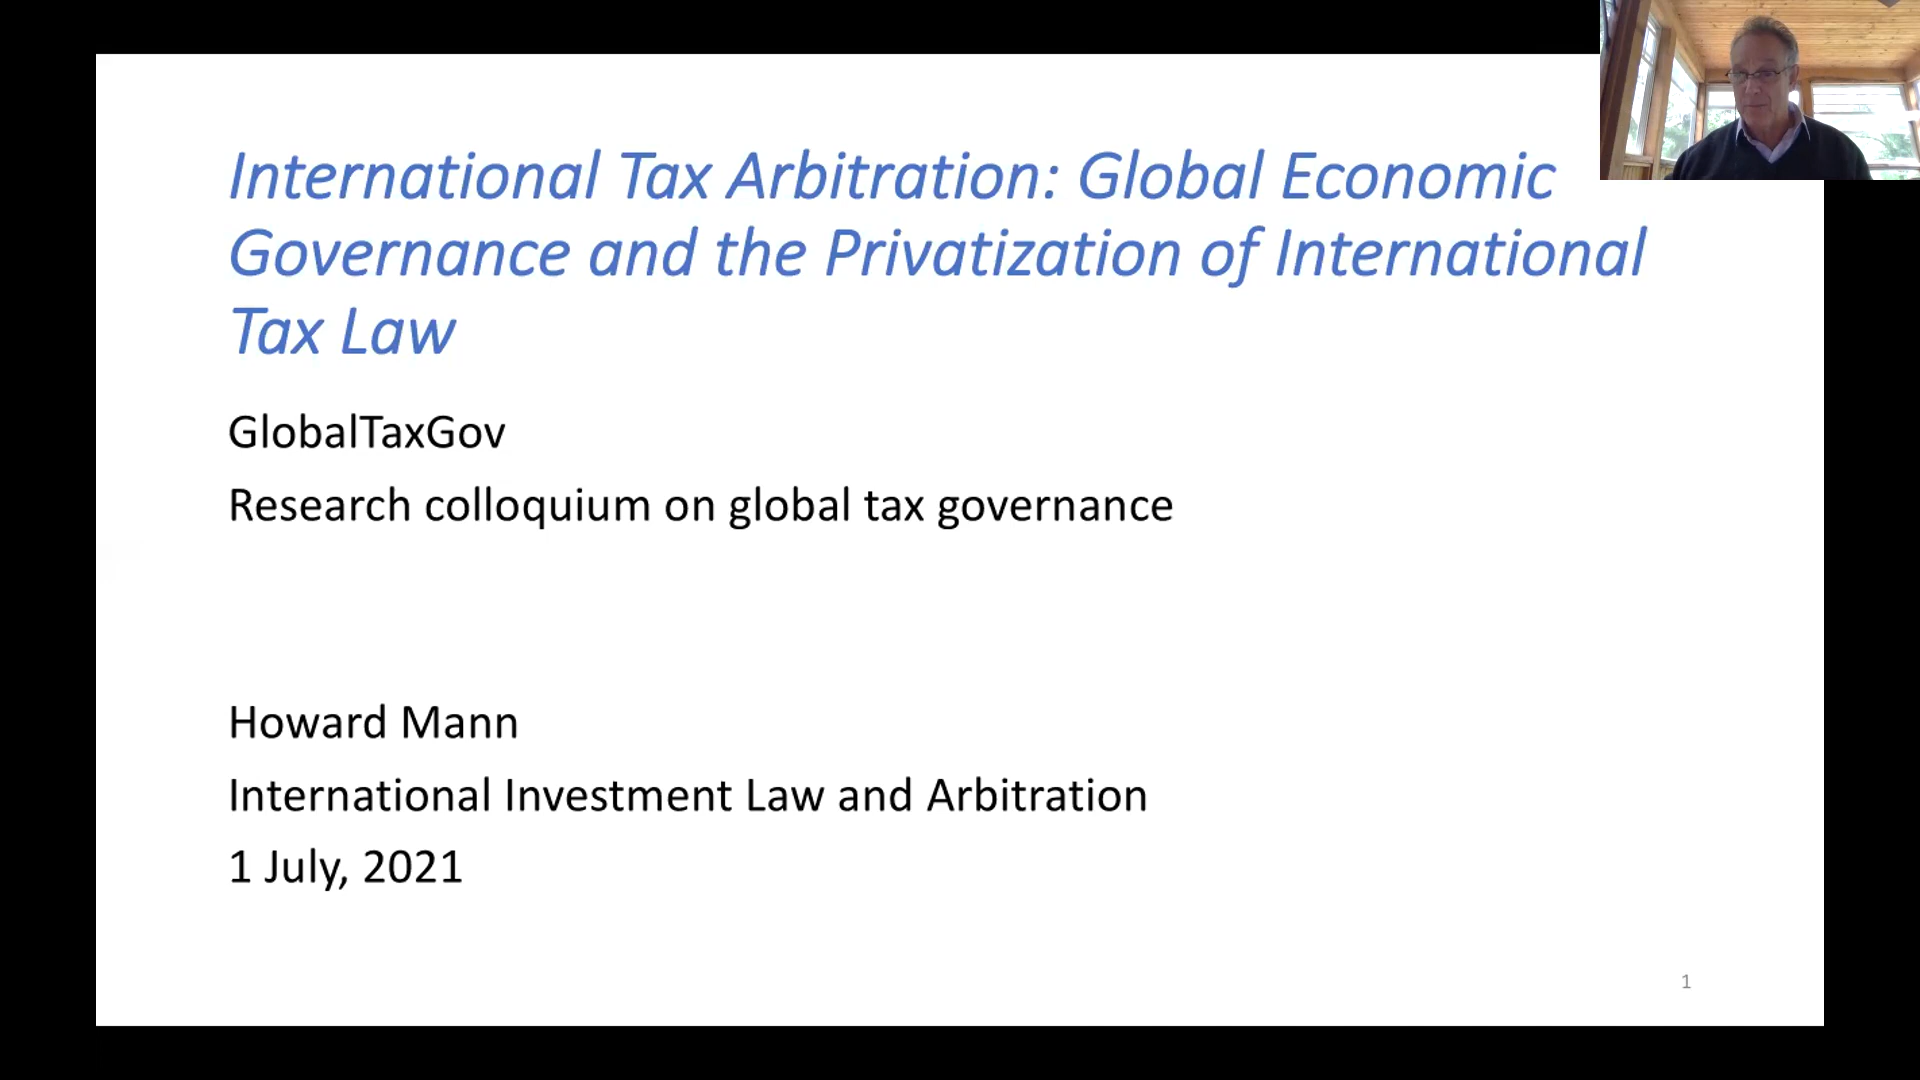 International Tax Arbitration: Global Economic
Governance and the Privatization of International
Tax Law
GlobalTaxGov
Research colloquium on global tax governance
Howard Mann
International Investment Law and Arbitration
1 July, 2021
1